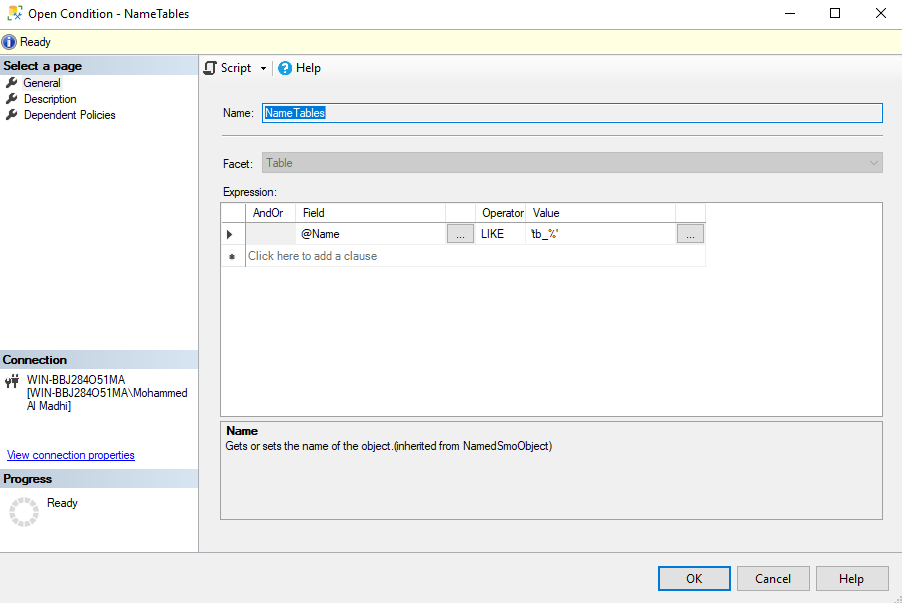 Open Condition - NameTables
Ready
Select a page
General
Description
Dependent Policies
Script
Help
Name: NameTables
Facet: Table
Expression:
AndOr Field Operator Value
@Name ... LIKE 'tb_%' ...
Click here to add a clause
Name
Gets or sets the name of the object.(inherited from NamedSmoObject)
Connection
WIN-BBJ284O51MA
[WIN-BBJ284O51MA\Mohammed
Al Madhi]
View connection properties
Progress
Ready
OK Cancel Help